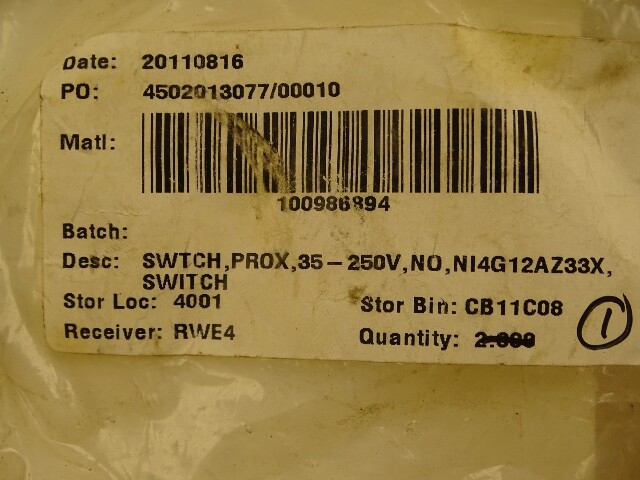 Date: 20110816
PO: 4502013077/00010
Matl:
100986894
Batch:
Desc: SWTCH,PROX,35-250V,NO,NI4G12AZ33X,
SWITCH
Stor Loc: 4001 Stor Bin: CB11C08
Receiver: RWE4 Quantity: 2.000 1